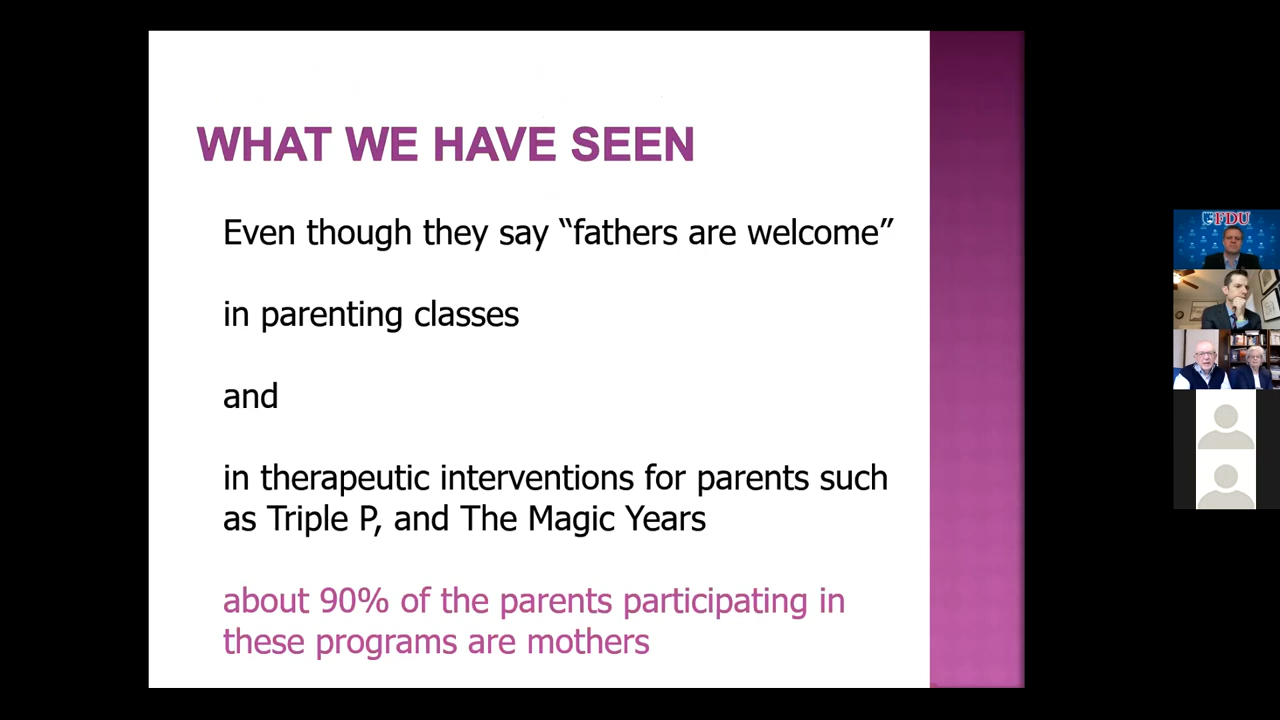 WHAT WE HAVE SEEN
Even though they say “fathers are welcome”
in parenting classes
and
in therapeutic interventions for parents such
as Triple P, and The Magic Years
about 90% of the parents participating in
these programs are mothers
FDU